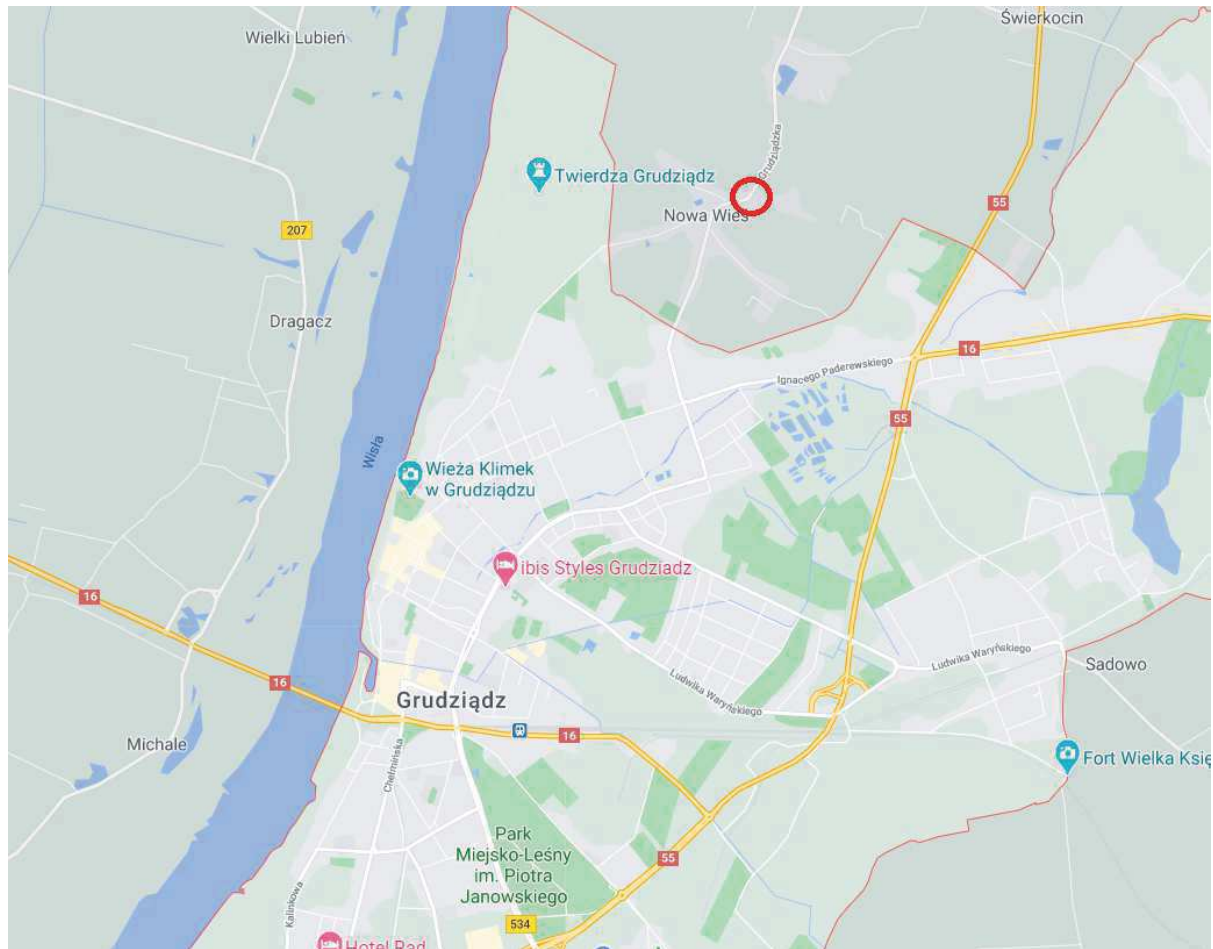 Świerkocin
Wielki Lubień
Grudziądzka
Twierdza Grudziądz
Nowa Wieś
55
207
Dragacz
16
Ignacego Paderewskiego
55
Wisła
Wieża Klimek
w Grudziądzu
ibis Styles Grudziadz
16
Ludwika Waryńskiego
Sadowo
Ludwika Waryńskiego
16
Grudziądz
16
Michale
Chełmińska
Fort Wielka Księ
Park
Miejsko-Leśny
im. Piotra
Janowskiego
55
Kalinkowa
534
Hotel Rad